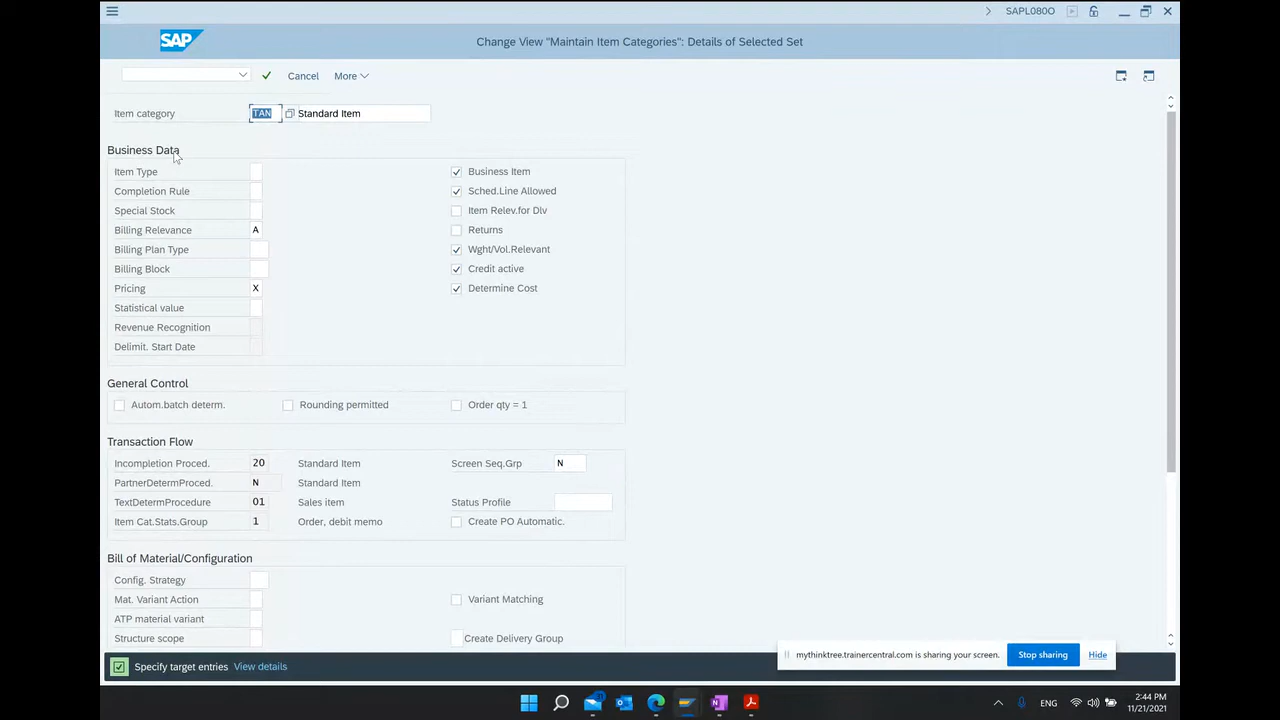 SAPL080O
SAP
Change View "Maintain Item Categories": Details of Selected Set
Cancel More
Item category TAN Standard Item
Business Data
Item Type Business Item
Completion Rule Sched.Line Allowed
Special Stock Item Relev.for Dlv
Billing Relevance A Returns
Billing Plan Type Wght/Vol.Relevant
Billing Block Credit active
Pricing X Determine Cost
Statistical value
Revenue Recognition
Delimit. Start Date
General Control
Autom.batch determ. Rounding permitted Order qty = 1
Transaction Flow
Incompletion Proced. 20 Standard Item Screen Seq.Grp N
PartnerDetermProced. N Standard Item
TextDetermProcedure 01 Sales item Status Profile
Item Cat.Stats.Group 1 Order, debit memo Create PO Automatic.
Bill of Material/Configuration
Config. Strategy
Mat. Variant Action Variant Matching
ATP material variant
Structure scope Create Delivery Group
mythinktree.trainercentral.com is sharing your screen. Stop sharing Hide
Specify target entries View details
ENG 2:44 PM
11/21/2021